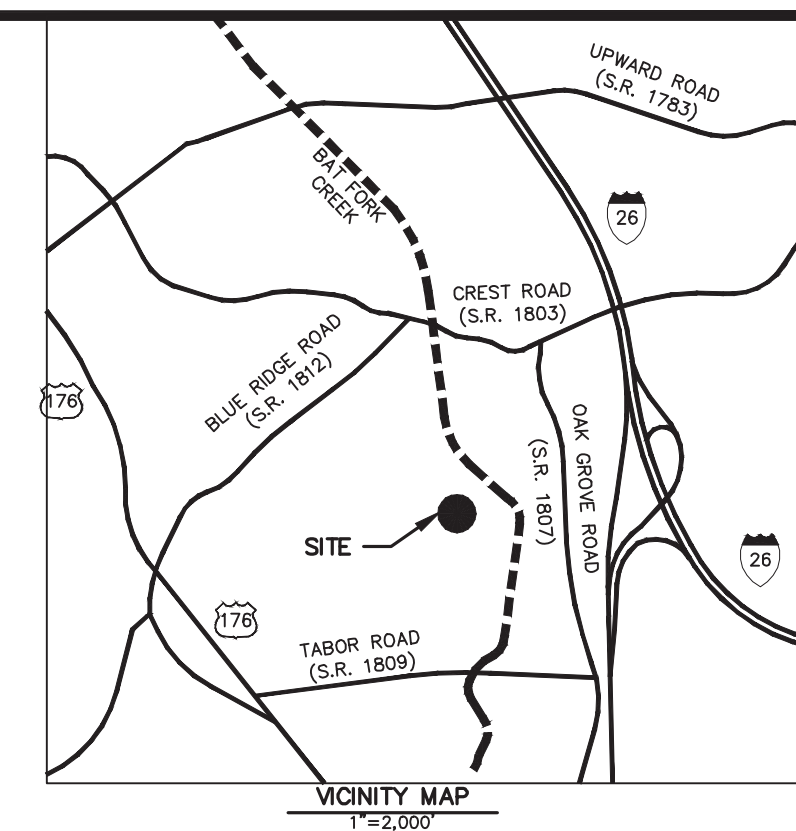 UPWARD ROAD
(S.R. 1783)
BAT FORK
CREEK
26
CREST ROAD
(S.R. 1803)
BLUE RIDGE ROAD
(S.R. 1812)
176
OAK GROVE ROAD
(S.R. 1807)
SITE
26
176
TABOR ROAD
(S.R. 1809)
VICINITY MAP
1"=2,000'